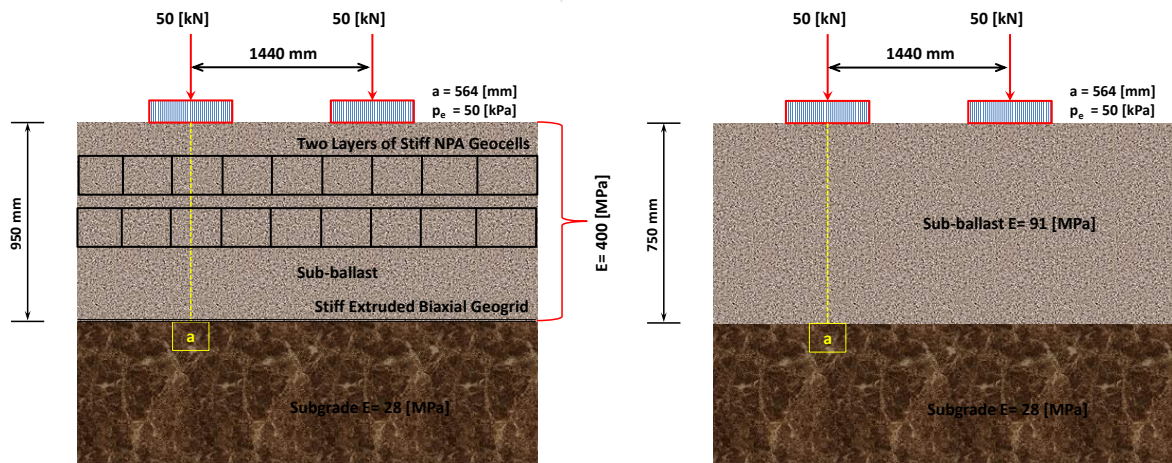 50 [kN]
50 [kN]
1440 mm
a = 564 [mm]
pe = 50 [kPa]
Two Layers of Stiff NPA Geocells
950 mm
E= 400 [MPa]
Sub-ballast
Stiff Extruded Biaxial Geogrid
a
Subgrade E= 28 [MPa]
50 [kN]
50 [kN]
1440 mm
a = 564 [mm]
pe = 50 [kPa]
750 mm
Sub-ballast E= 91 [MPa]
a
Subgrade E= 28 [MPa]